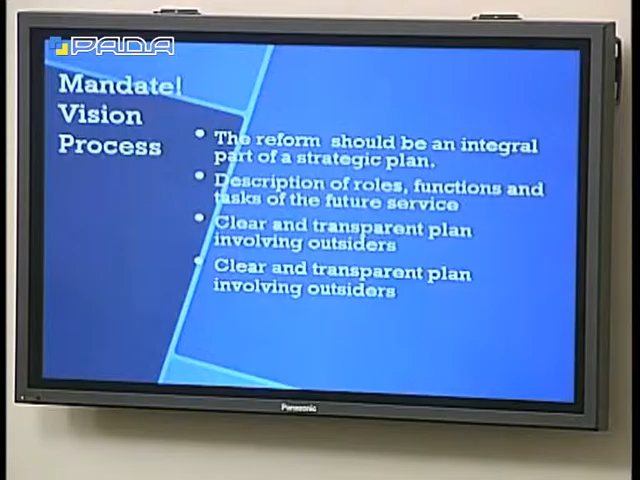 PADA
Mandate!
Vision
Process
• The reform should be an integral
part of a strategic plan.
• Description of roles, functions and
tasks of the future service
• Clear and transparent plan
involving outsiders
• Clear and transparent plan
involving outsiders
Panasonic